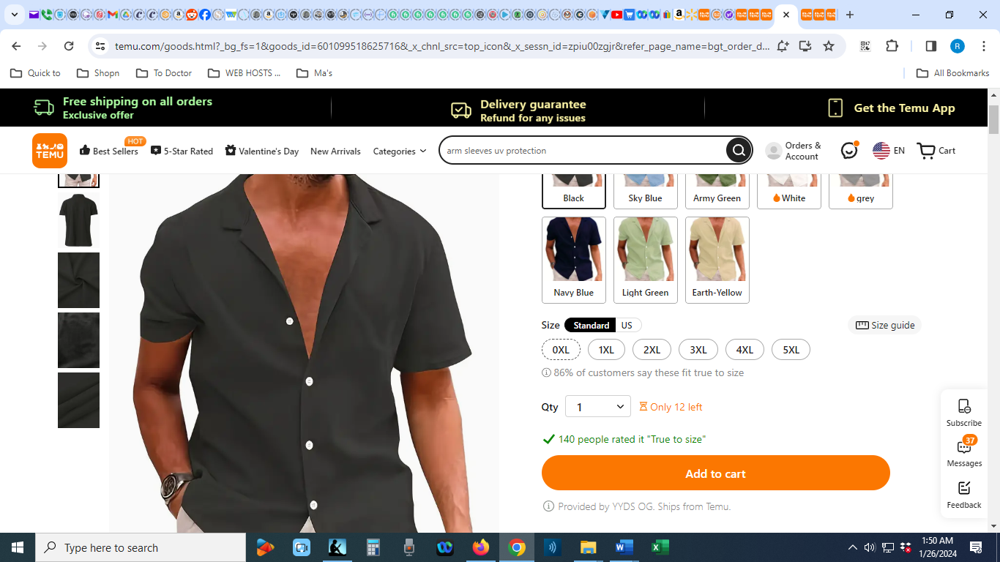 temu.com/goods.html?_bg_fs=1&goods_id=601099518625716&_x_chnl_src=top_icon&_x_sessn_id=zpiu00zgjr&refer_page_name=bgt_order_d...
R
Quick to
Shopn
To Doctor
WEB HOSTS ...
Ma's
All Bookmarks
Free shipping on all orders
Exclusive offer
Delivery guarantee
Refund for any issues
Get the Temu App
TEMU
Best Sellers
HOT
5-Star Rated
Valentine's Day
New Arrivals
Categories
arm sleeves uv protection
Orders &
Account
EN
Cart
Black
Sky Blue
Army Green
White
grey
Navy Blue
Light Green
Earth-Yellow
Size
Standard
US
Size guide
0XL
1XL
2XL
3XL
4XL
5XL
86% of customers say these fit true to size
Qty
1
Only 12 left
140 people rated it "True to size"
Add to cart
Provided by YYDS OG. Ships from Temu.
Subscribe
37
Messages
Feedback
Type here to search
1:50 AM
1/26/2024